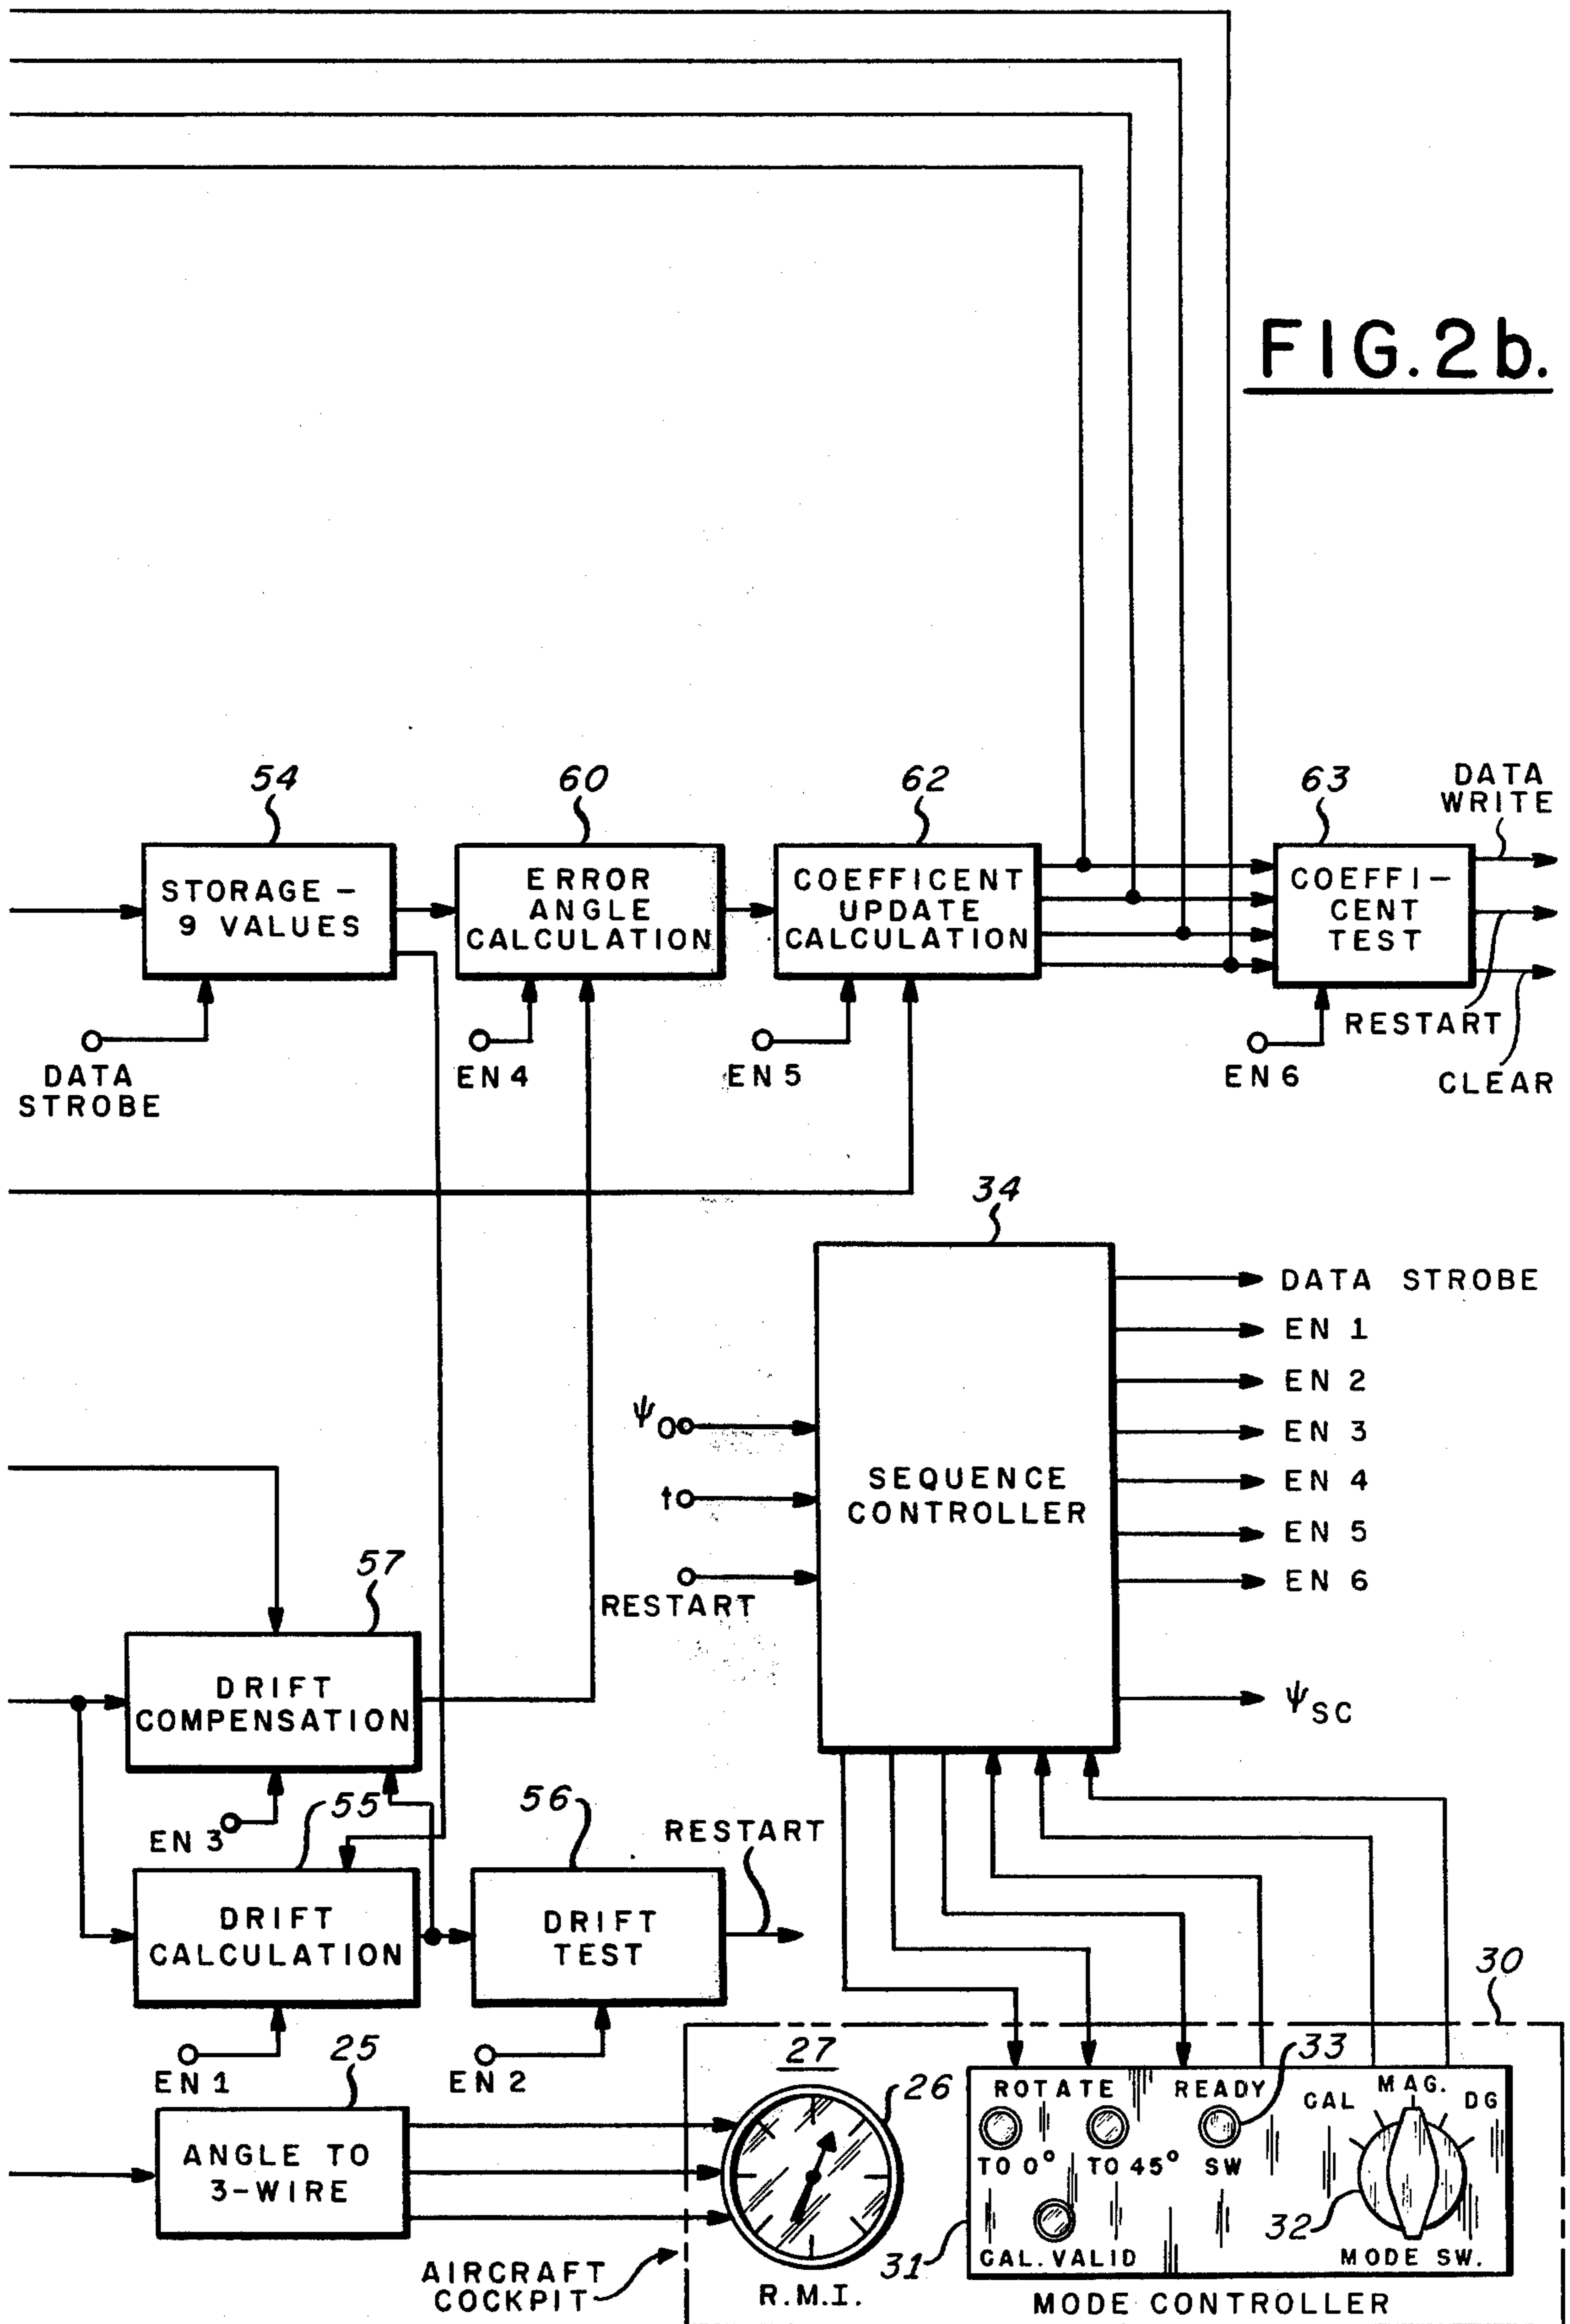 FIG. 2b.
54
STORAGE –
9 VALUES
DATA
STROBE
60
ERROR
ANGLE
CALCULATION
EN 4
62
COEFFICENT
UPDATE
CALCULATION
EN 5
63
COEFFI–
CENT
TEST
EN 6
DATA
WRITE
RESTART
CLEAR
34
SEQUENCE
CONTROLLER
ψO
t
RESTART
DATA STROBE
EN 1
EN 2
EN 3
EN 4
EN 5
EN 6
ψSC
57
DRIFT
COMPENSATION
EN 3
55
DRIFT
CALCULATION
EN 1
56
DRIFT
TEST
RESTART
EN 2
25
ANGLE TO
3-WIRE
AIRCRAFT
COCKPIT
27
26
R.M.I.
30
33
ROTATE
READY
CAL
MAG.
DG
TO 0°
TO 45°
SW
32
31
CAL. VALID
MODE SW.
MODE CONTROLLER